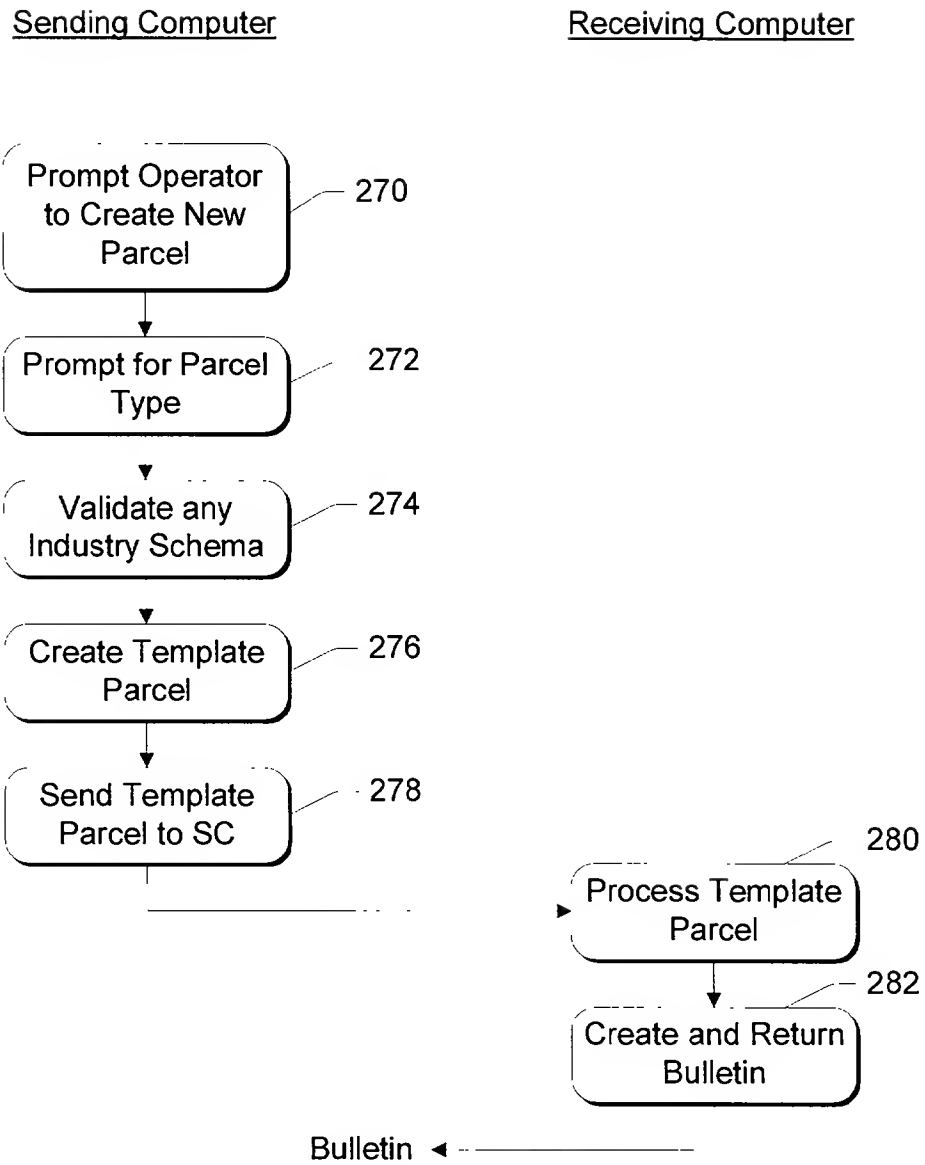 Sending Computer
Receiving Computer
Prompt Operator
to Create New
Parcel
270
Prompt for Parcel
Type
272
Validate any
Industry Schema
274
Create Template
Parcel
276
Send Template
Parcel to SC
278
Process Template
Parcel
280
Create and Return
Bulletin
282
Bulletin